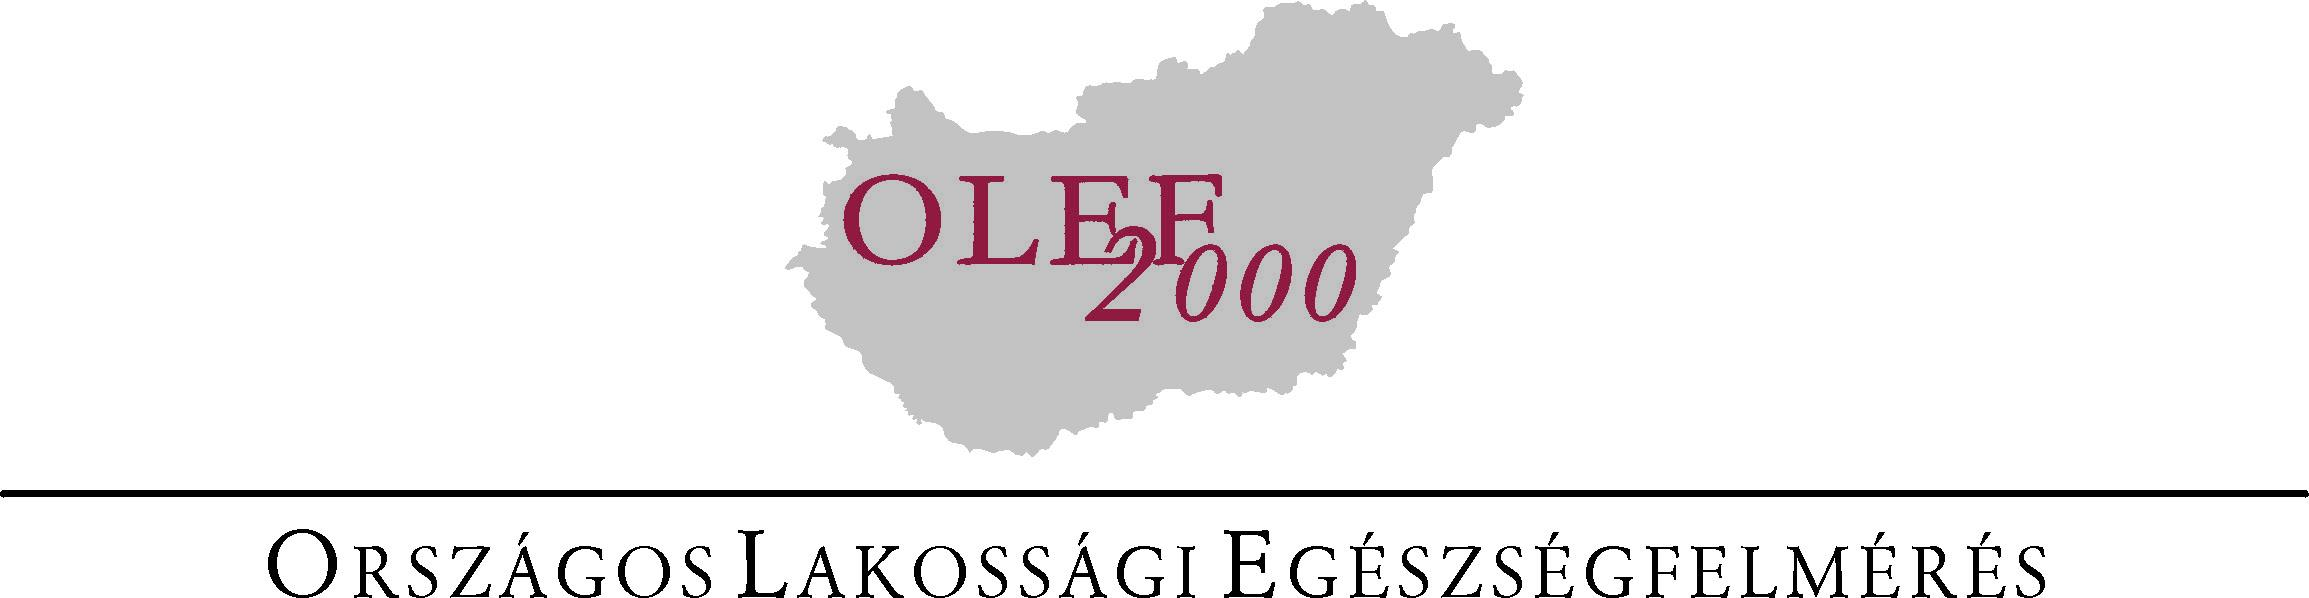 OLEF
2000
ORSZÁGOS LAKOSSÁGI EGÉSZSÉGFELMÉRÉS